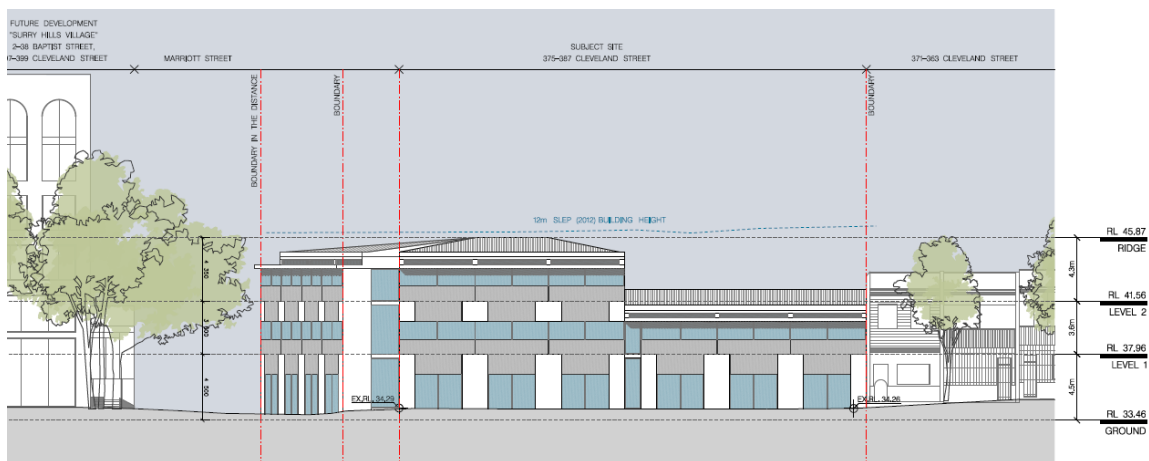 FUTURE DEVELOPMENT
"SURRY HILLS VILLAGE"
2-38 BAPTIST STREET,
7-399 CLEVELAND STREET
MARRIOTT STREET
SUBJECT SITE
375-387 CLEVELAND STREET
371-363 CLEVELAND STREET
BOUNDARY IN THE DISTANCE
BOUNDARY
BOUNDARY
12m SLEP (2012) BUILDING HEIGHT
RL 45.87
RIDGE
4.3m
RL 41.56
LEVEL 2
3.6m
RL 37.96
LEVEL 1
4.5m
RL 33.46
GROUND
4 500
EX.RL. 34.29
EX.RL. 34.26